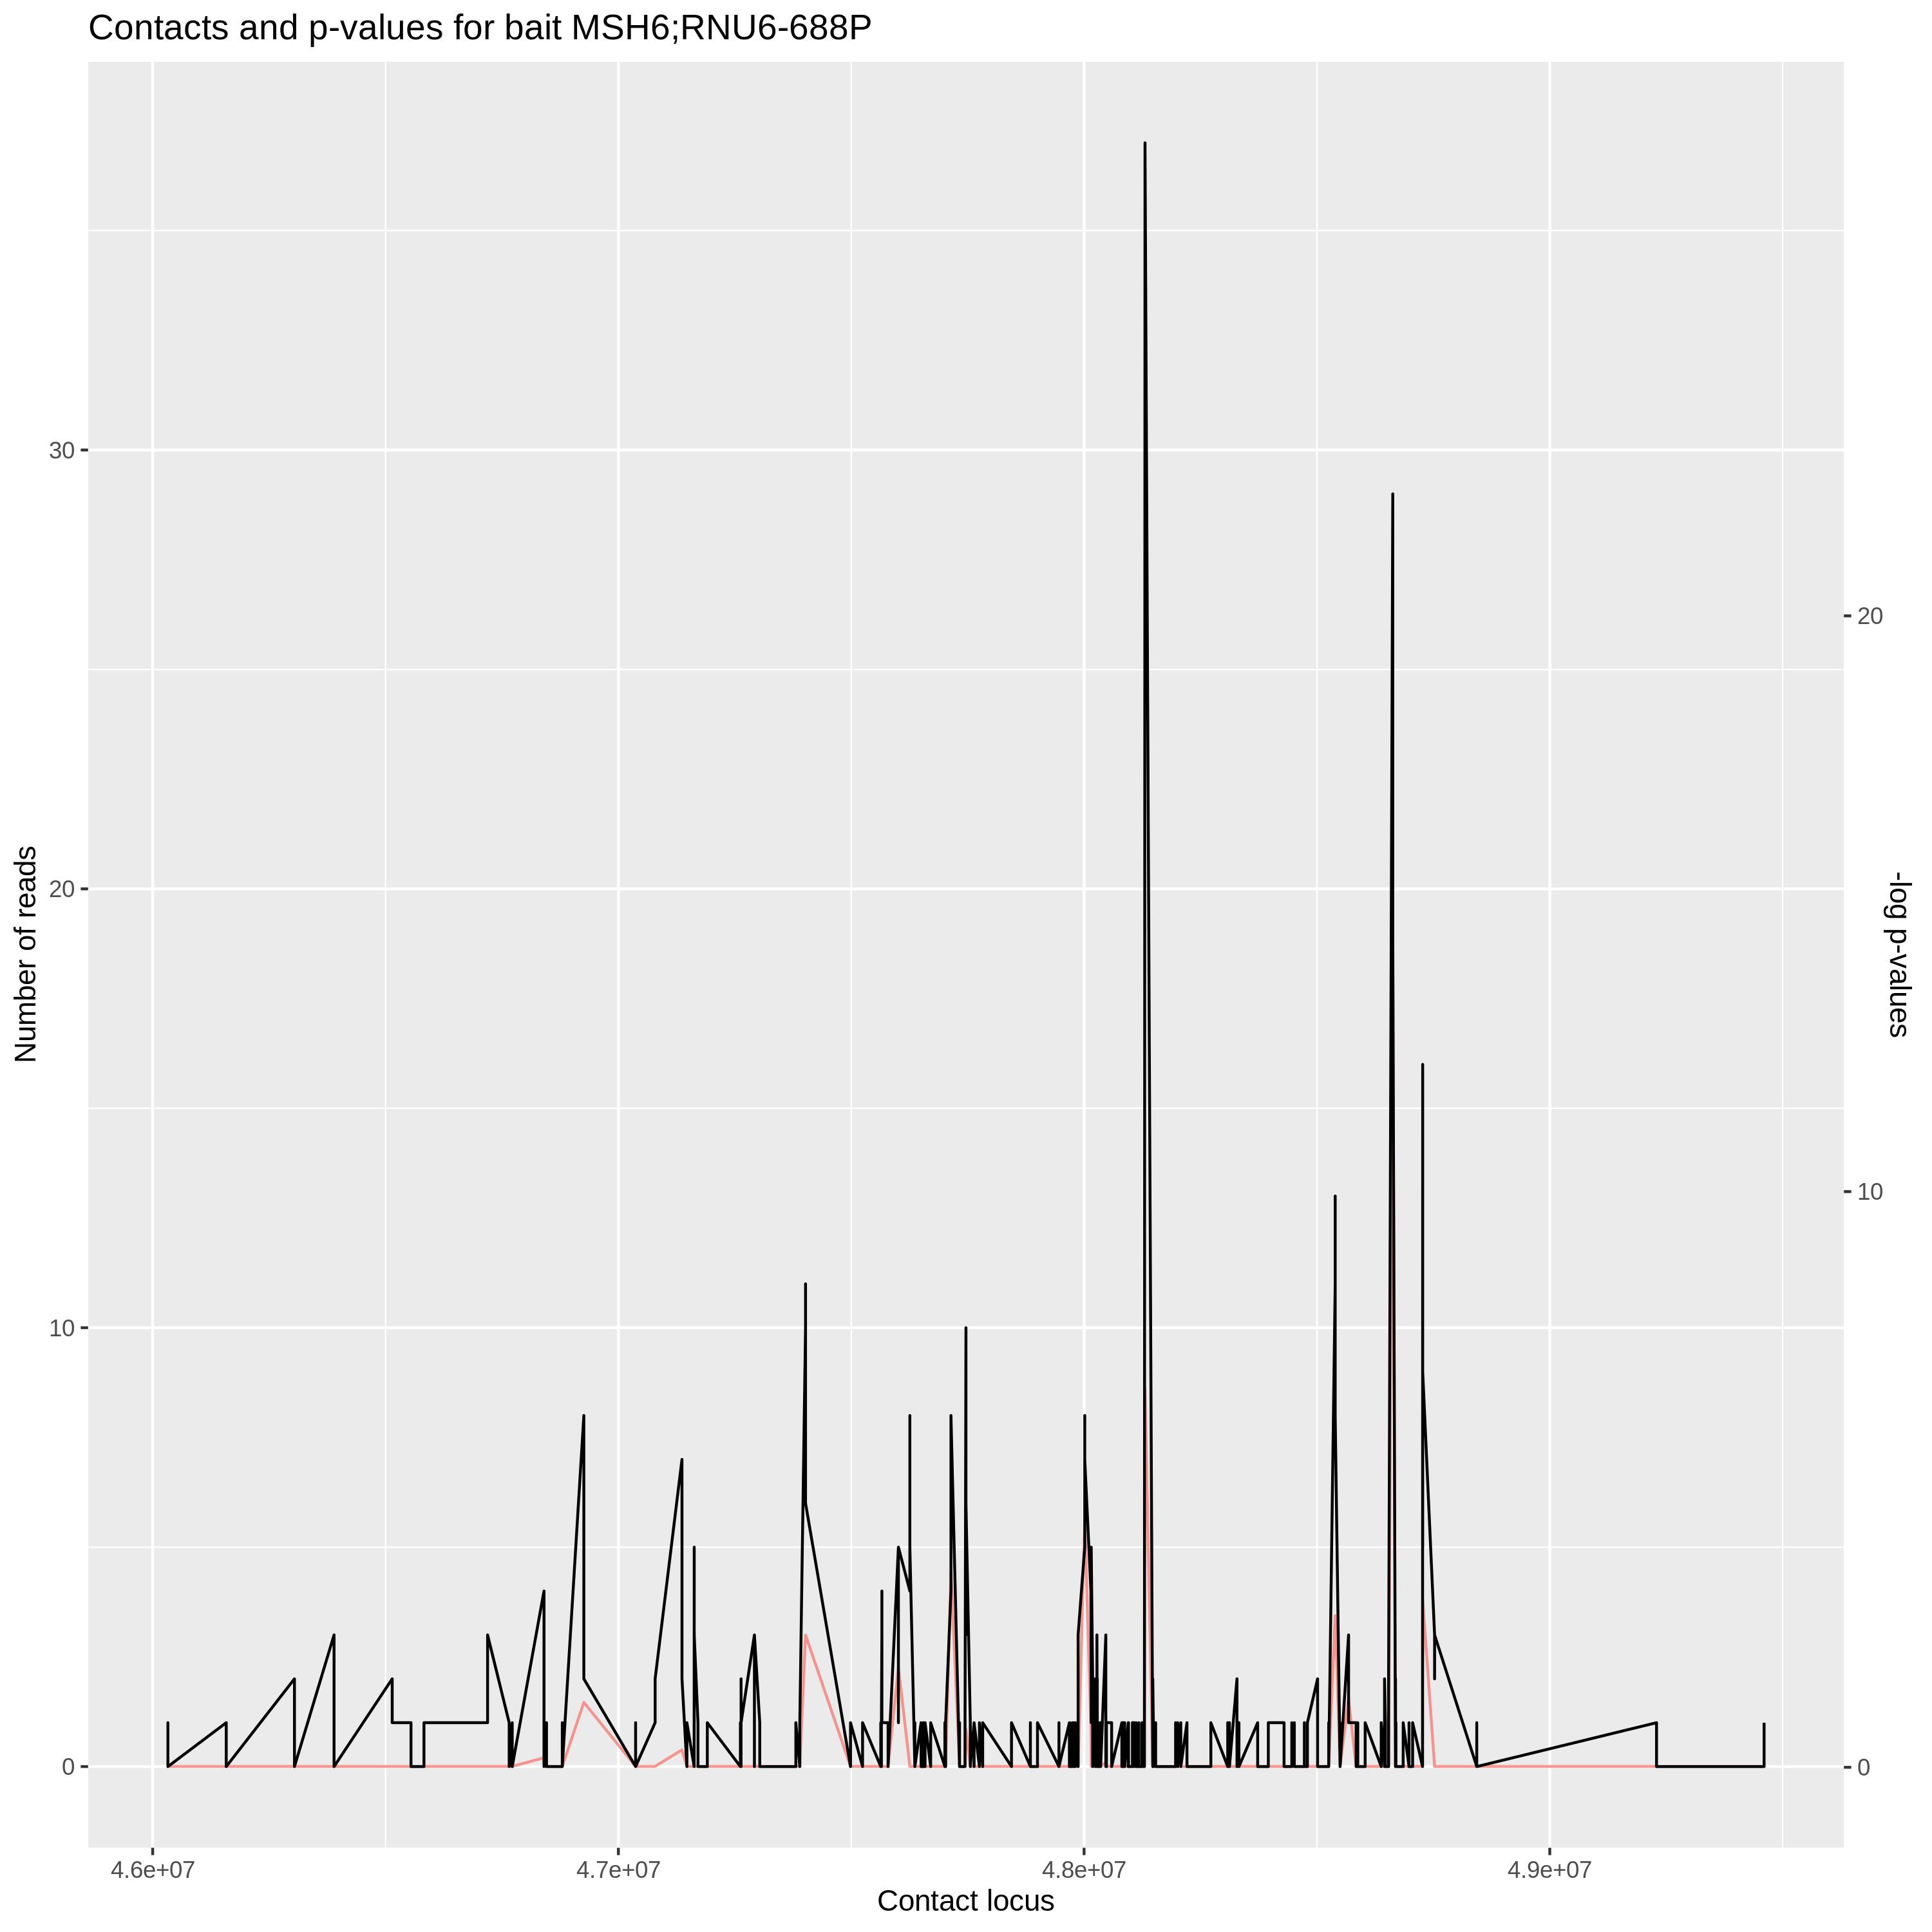 Contacts and p-values for bait MSH6;RNU6-688P
Number of reads
30
20
10
0
-log p-values
20
10
0
4.6e+07
4.7e+07
4.8e+07
4.9e+07
Contact locus